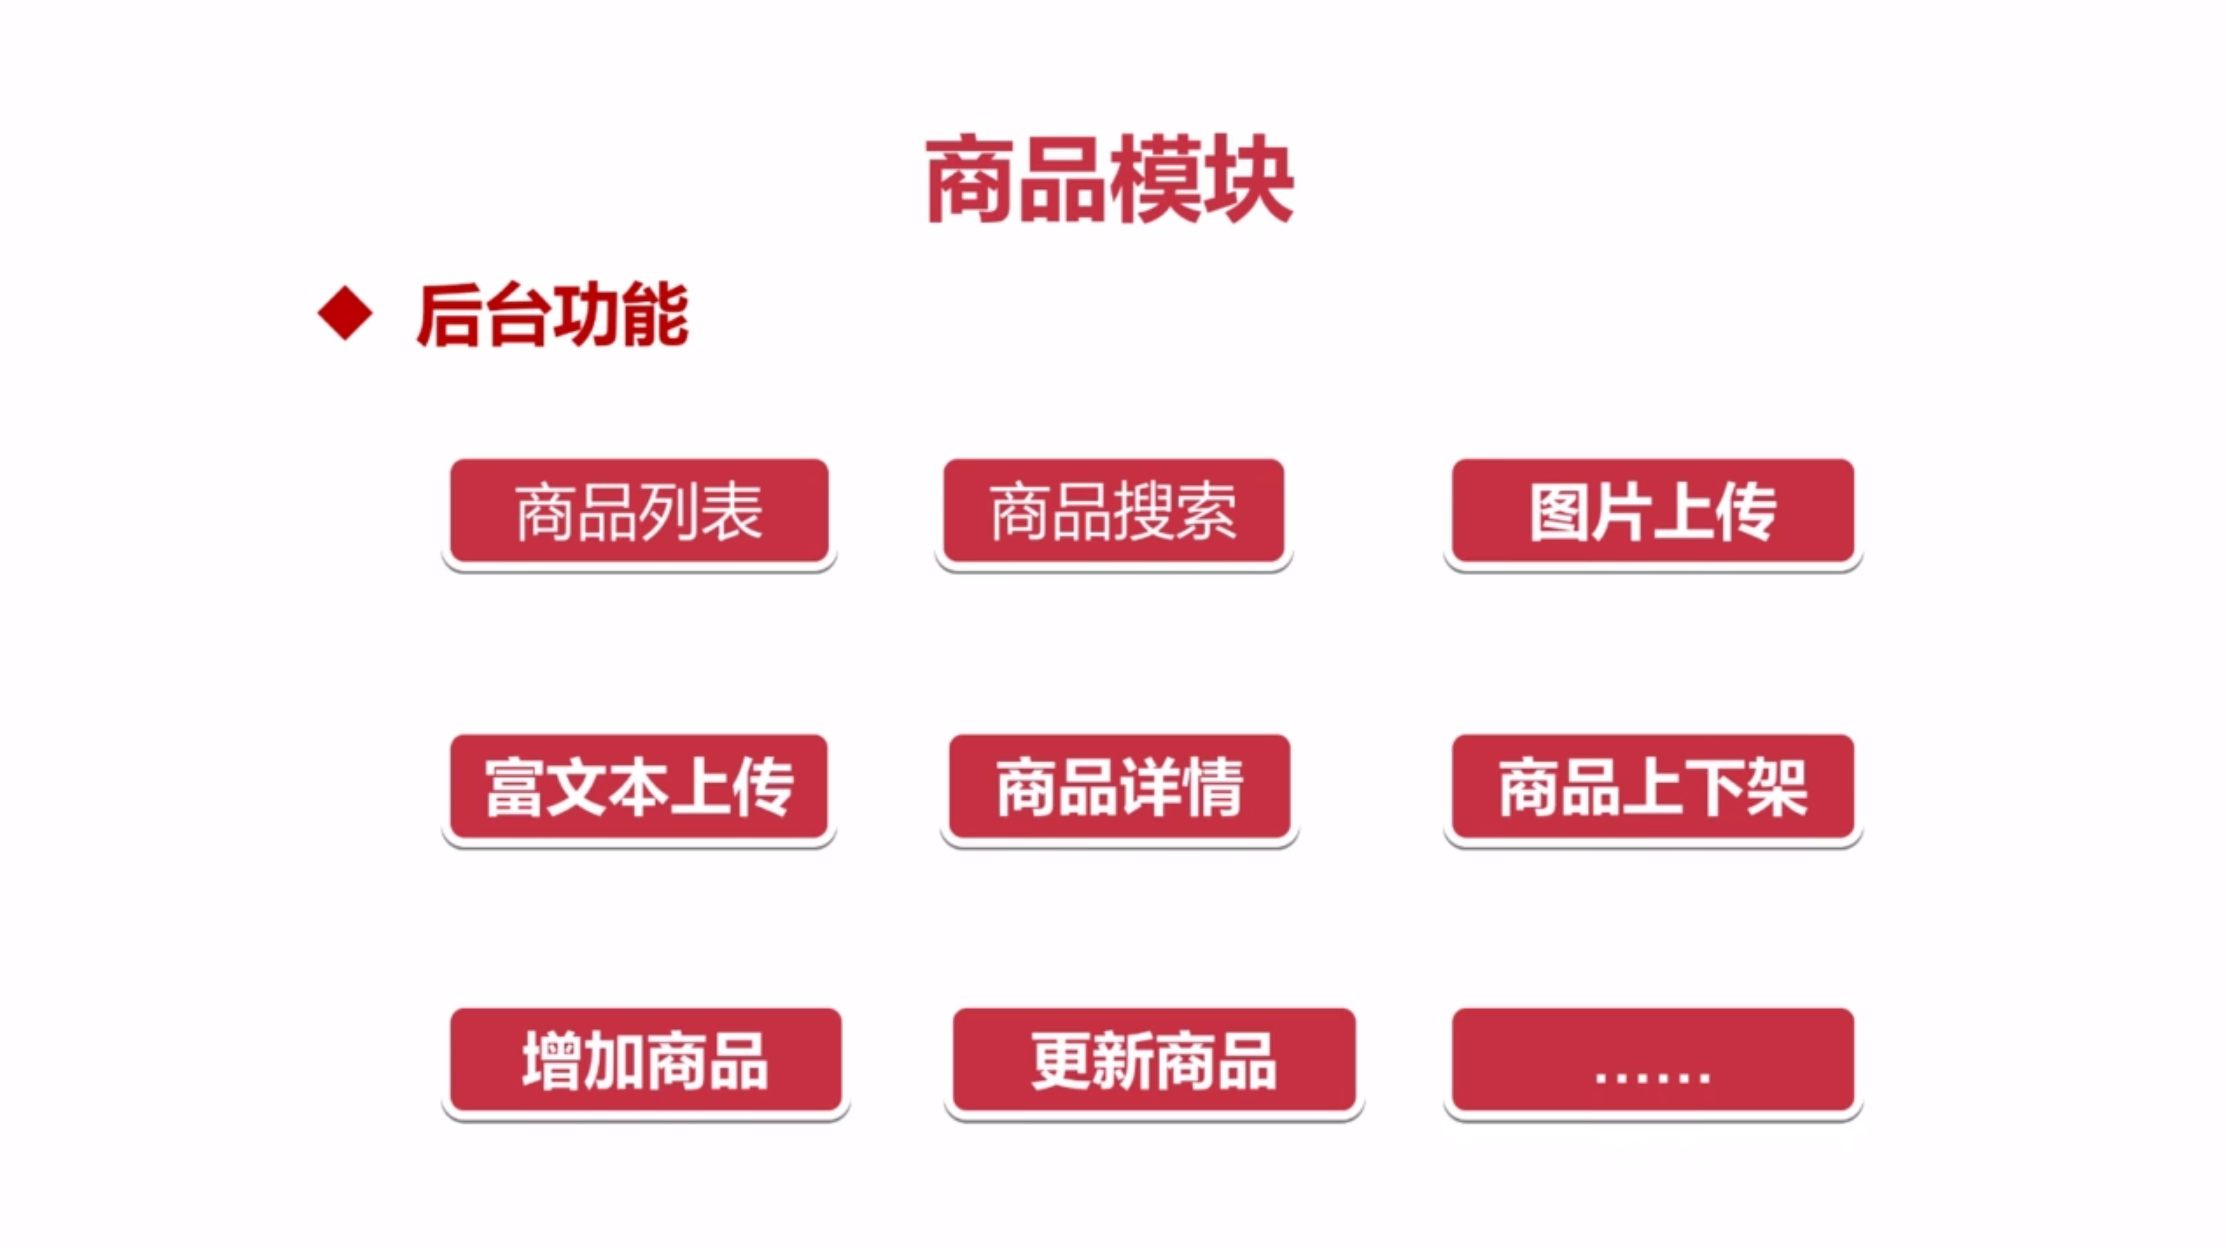 商品模块
后台功能
商品列表
商品搜索
图片上传
富文本上传
商品详情
商品上下架
增加商品
更新商品
......